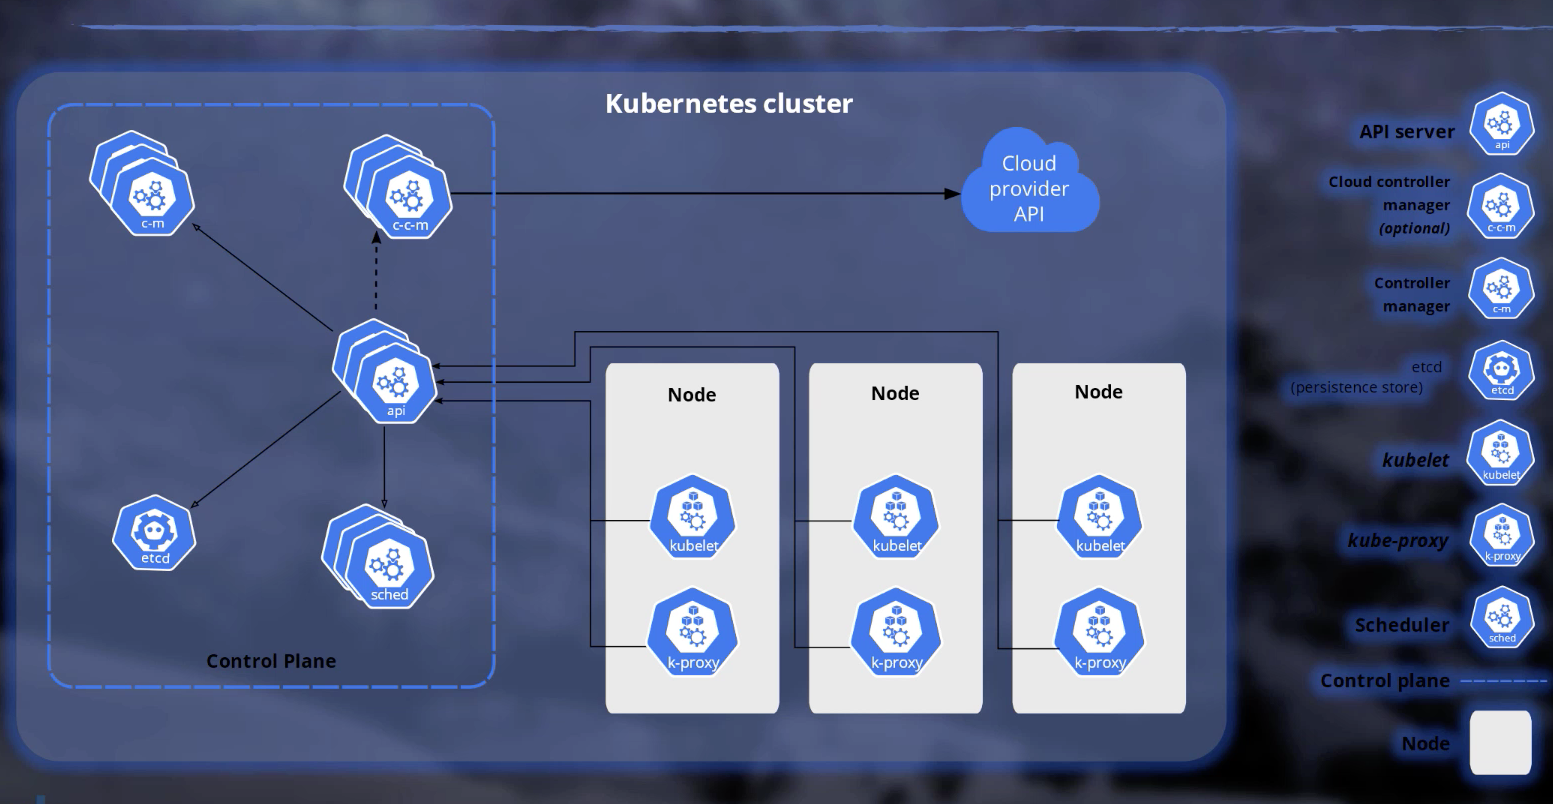 Kubernetes cluster
c-m
c-c-m
Cloud
provider
API
api
etcd
sched
Control Plane
Node
kubelet
k-proxy
Node
kubelet
k-proxy
Node
kubelet
k-proxy
API server
api
Cloud controller
manager
(optional)
c-c-m
Controller
manager
c-m
etcd
(persistence store)
etcd
kubelet
kubelet
kube-proxy
k-proxy
Scheduler
sched
Control plane
Node